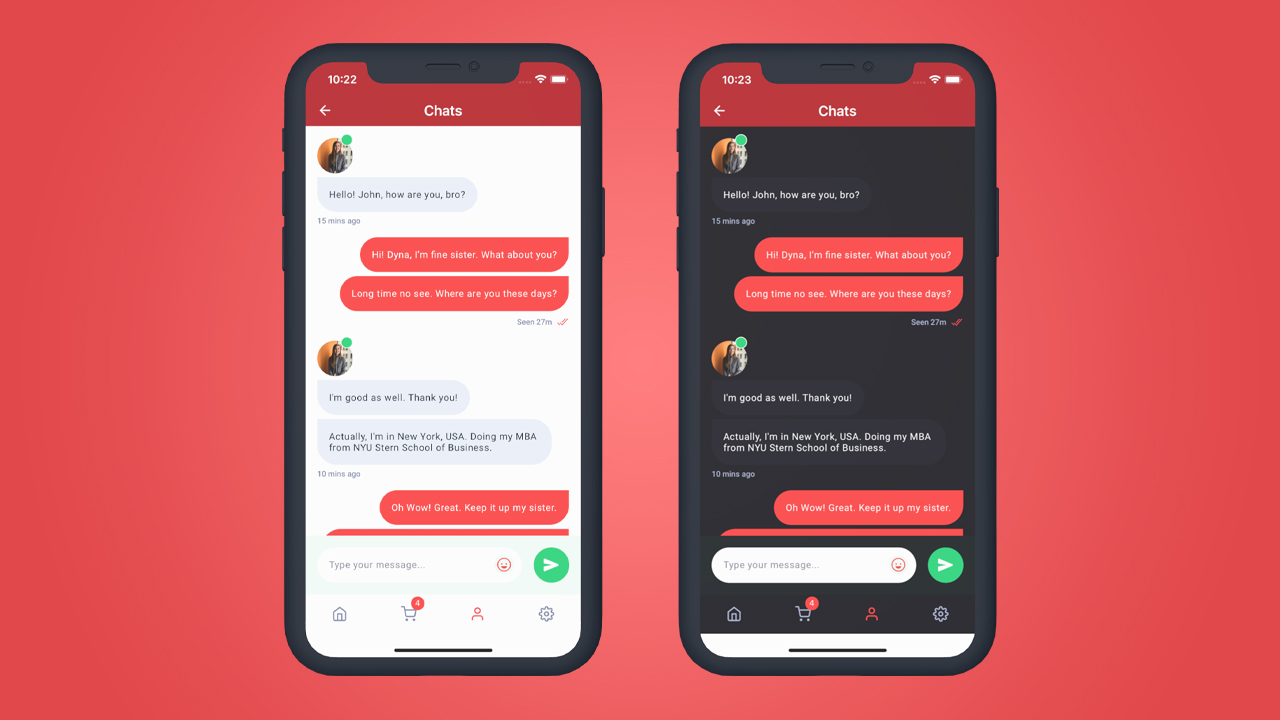 10:22
Chats
Hello! John, how are you, bro?
15 mins ago
Hi! Dyna, I'm fine sister. What about you?
Long time no see. Where are you these days?
Seen 27m
I'm good as well. Thank you!
Actually, I'm in New York, USA. Doing my MBA
from NYU Stern School of Business.
10 mins ago
Oh Wow! Great. Keep it up my sister.
Type your message...
4
10:23
Chats
Hello! John, how are you, bro?
15 mins ago
Hi! Dyna, I'm fine sister. What about you?
Long time no see. Where are you these days?
Seen 27m
I'm good as well. Thank you!
Actually, I'm in New York, USA. Doing my MBA
from NYU Stern School of Business.
10 mins ago
Oh Wow! Great. Keep it up my sister.
Type your message...
4